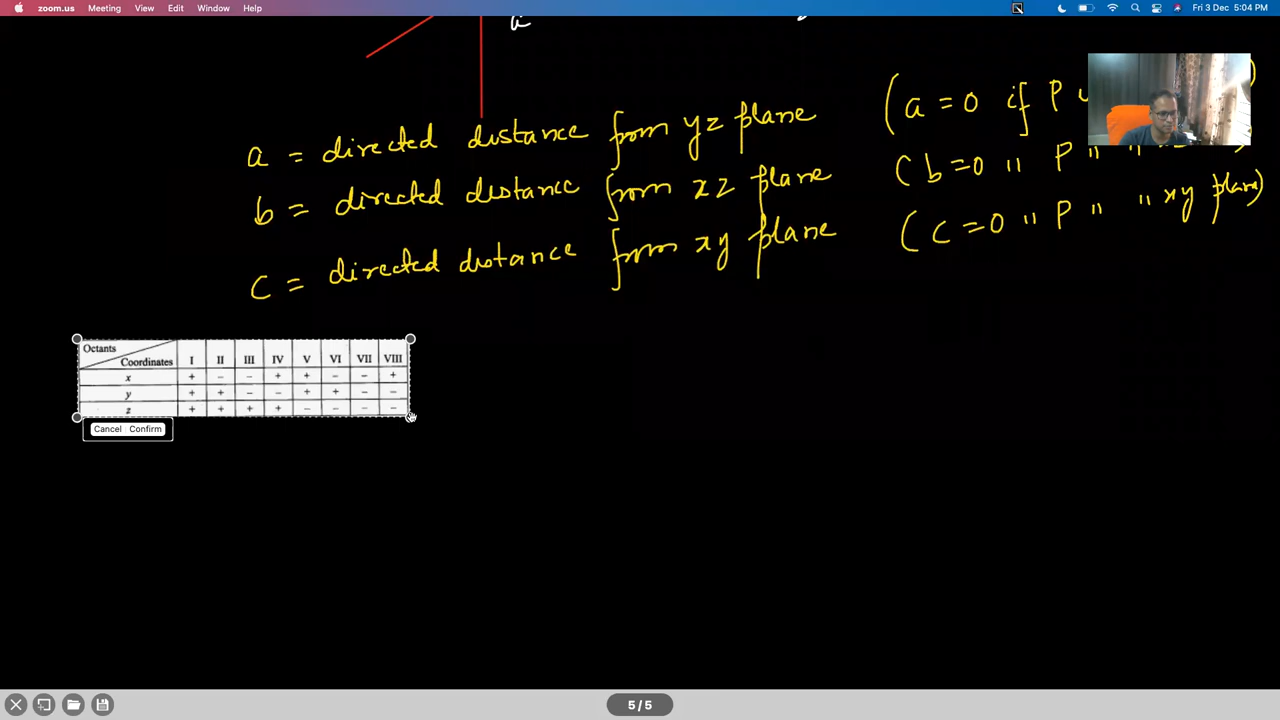 zoom.us Meeting View Edit Window Help Fri 3 Dec 5:04 PM
a
a = directed distance from yz plane (a=0 if P
b = directed distance from xz plane (b=0 " P " "
c = directed distance from xy plane (c=0 " P " " xy plane)
Octants
Coordinates I II III IV V VI VII VIII
x + – – + + – – +
y + + – – + + – –
z + + + + – – – –
Cancel Confirm
5/5